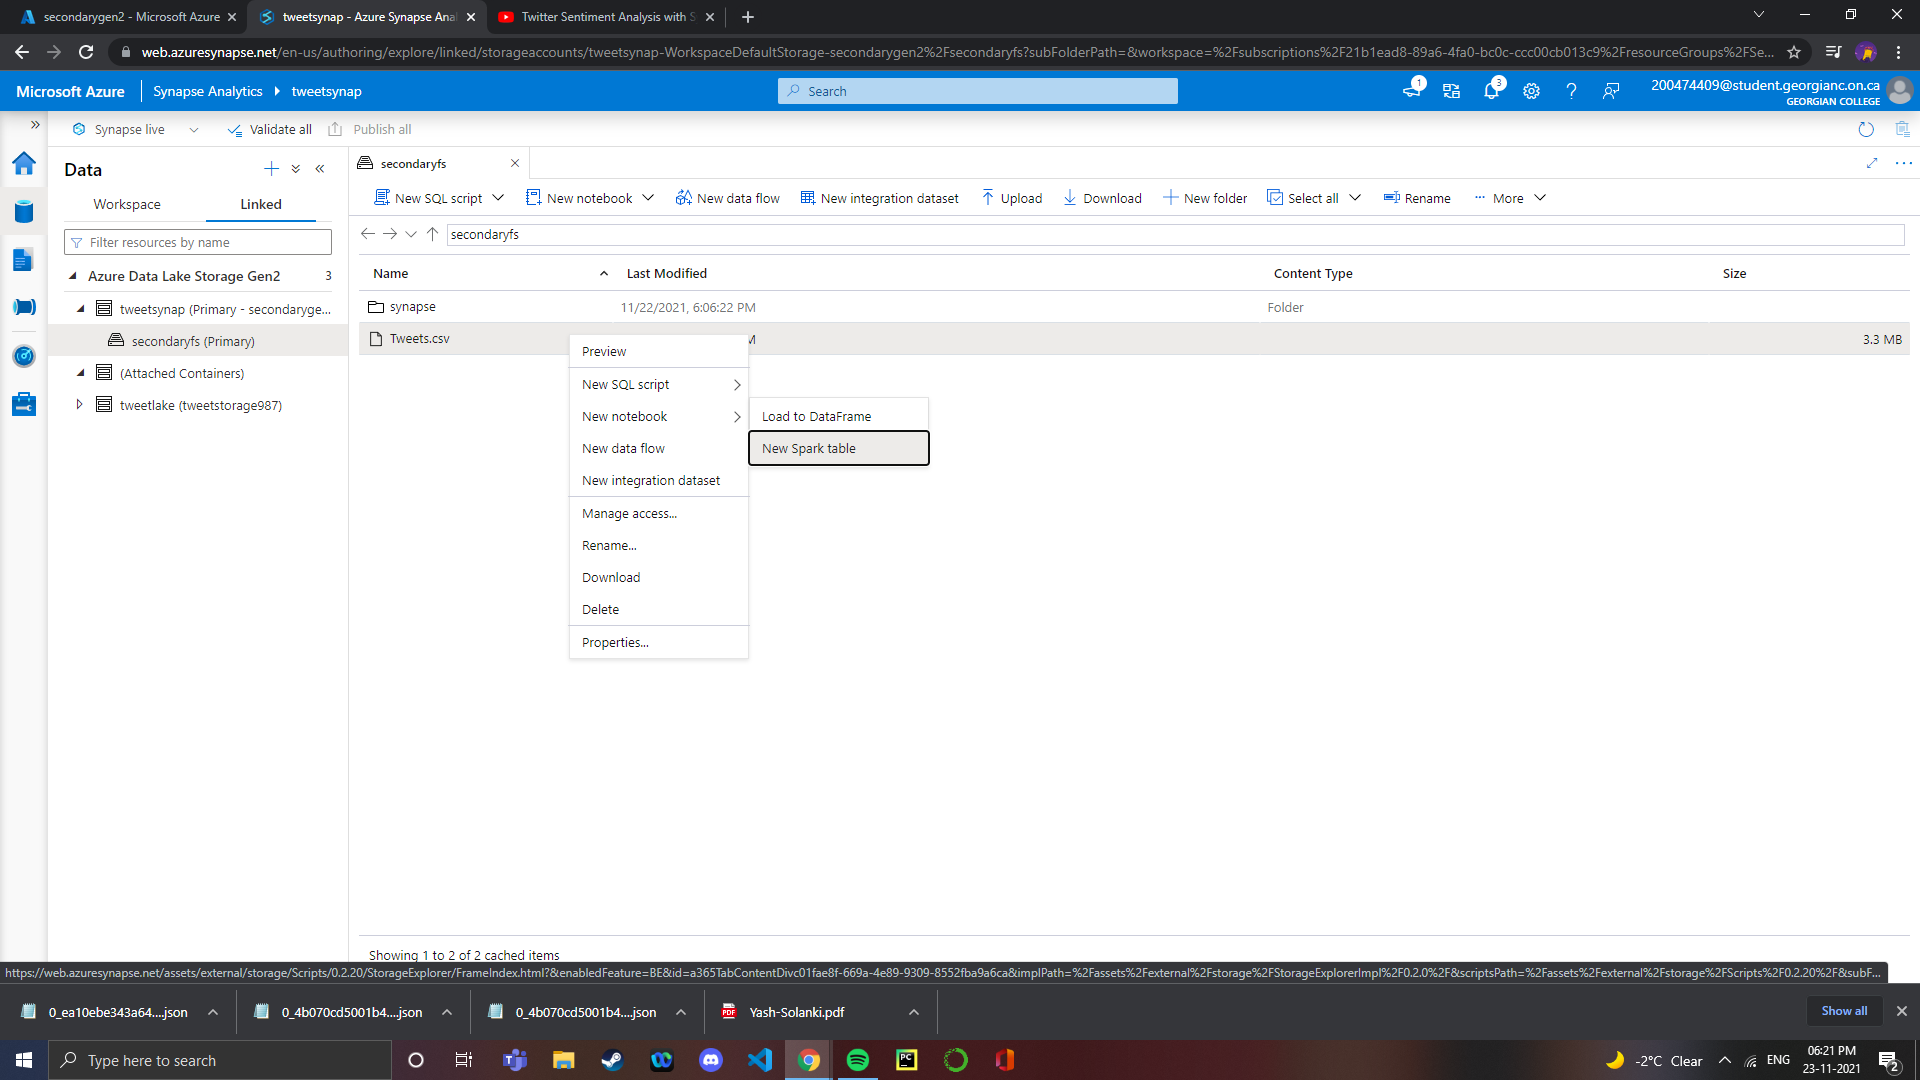 secondarygen2 - Microsoft Azure
tweetsynap - Azure Synapse Anal
Twitter Sentiment Analysis with S
web.azuresynapse.net/en-us/authoring/explore/linked/storageaccounts/tweetsynap-WorkspaceDefaultStorage-secondarygen2%2Fsecondaryfs?subFolderPath=&workspace=%2Fsubscriptions%2F21b1ead8-89a6-4fa0-bc0c-ccc00cb013c9%2FresourceGroups%2FSe...
Microsoft Azure
Synapse Analytics
tweetsynap
Search
1
3
200474409@student.georgianc.on.ca
GEORGIAN COLLEGE
Synapse live
Validate all
Publish all
Data
Workspace
Linked
Filter resources by name
Azure Data Lake Storage Gen2 3
tweetsynap (Primary - secondaryge...
secondaryfs (Primary)
(Attached Containers)
tweetlake (tweetstorage987)
secondaryfs
New SQL script
New notebook
New data flow
New integration dataset
Upload
Download
New folder
Select all
Rename
More
secondaryfs
Name Last Modified Content Type Size
synapse 11/22/2021, 6:06:22 PM Folder
Tweets.csv M 3.3 MB
Preview
New SQL script
New notebook
New data flow
New integration dataset
Manage access...
Rename...
Download
Delete
Properties...
Load to DataFrame
New Spark table
Showing 1 to 2 of 2 cached items
https://web.azuresynapse.net/assets/external/storage/Scripts/0.2.20/StorageExplorer/FrameIndex.html?&enabledFeature=BE&id=a365TabContentDivc01fae8f-669a-4e89-9309-8552fba9a6ca&implPath=%2Fassets%2Fexternal%2Fstorage%2FStorageExplorerImpl%2F0.2.0%2F&scriptsPath=%2Fassets%2Fexternal%2Fstorage%2FScripts%2F0.2.20%2F&subF...
0_ea10ebe343a64....json
0_4b070cd5001b4....json
0_4b070cd5001b4....json
PDF
Yash-Solanki.pdf
Show all
Type here to search
PC
-2°C Clear
ENG
06:21 PM
23-11-2021
2